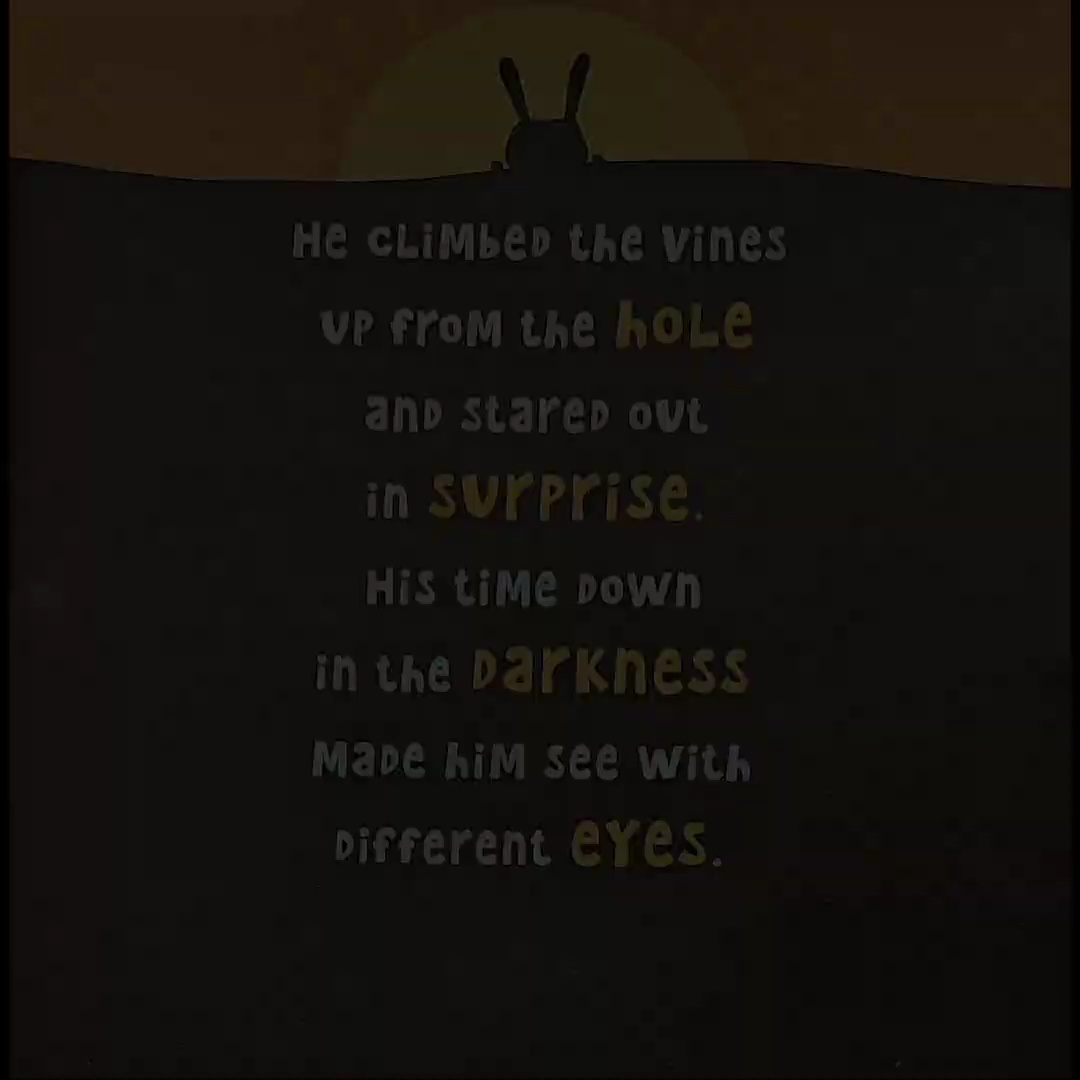 He climbed the vines
up from the hole
and stared out
in surprise.
His time down
in the darkness
made him see with
different eyes.